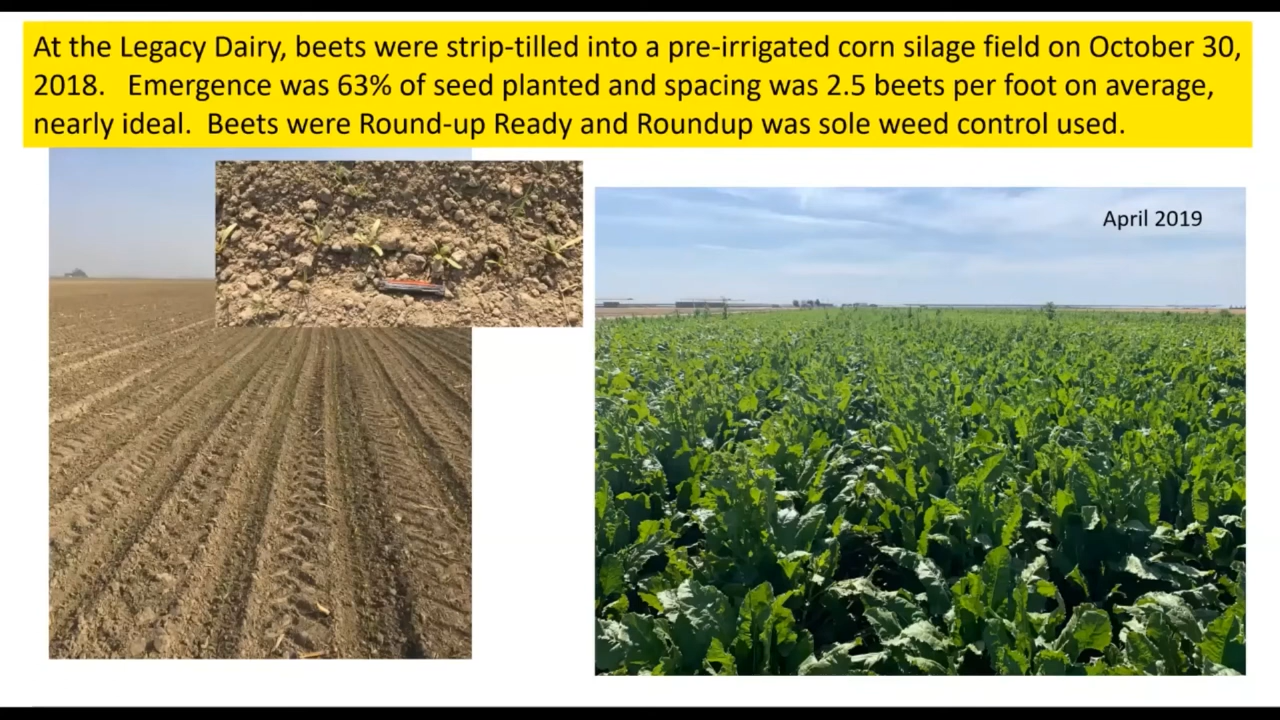 At the Legacy Dairy, beets were strip-tilled into a pre-irrigated corn silage field on October 30,
2018.   Emergence was 63% of seed planted and spacing was 2.5 beets per foot on average,
nearly ideal.  Beets were Round-up Ready and Roundup was sole weed control used.
April 2019